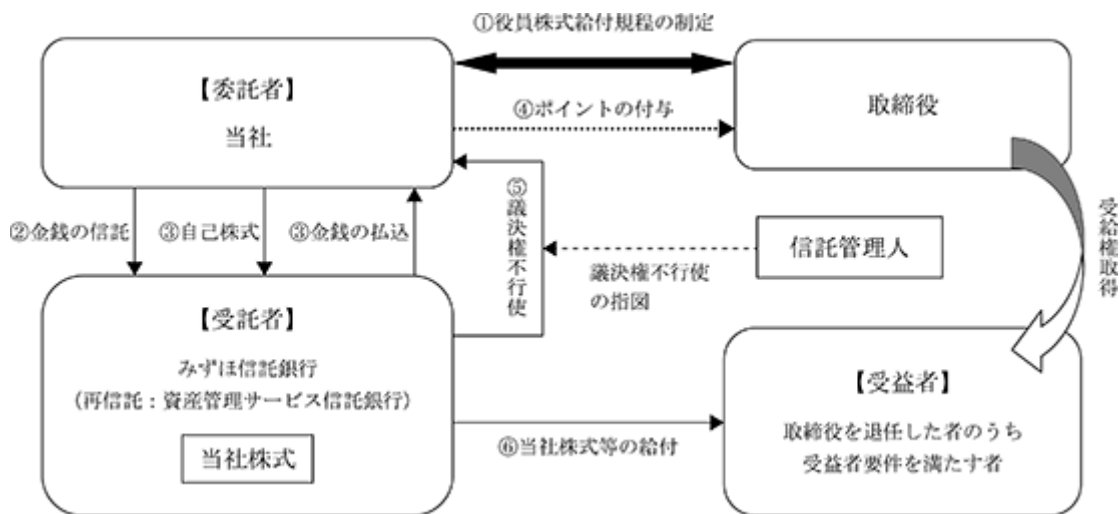 ①役員株式給付規程の制定
【委託者】
当社
④ポイントの付与
取締役
②金銭の信託
③自己株式
③金銭の払込
⑤議決権不行使
信託管理人
議決権不行使
の指図
受給権取得
【受託者】
みずほ信託銀行
（再信託：資産管理サービス信託銀行）
当社株式
⑥当社株式等の給付
【受益者】
取締役を退任した者のうち
受益者要件を満たす者